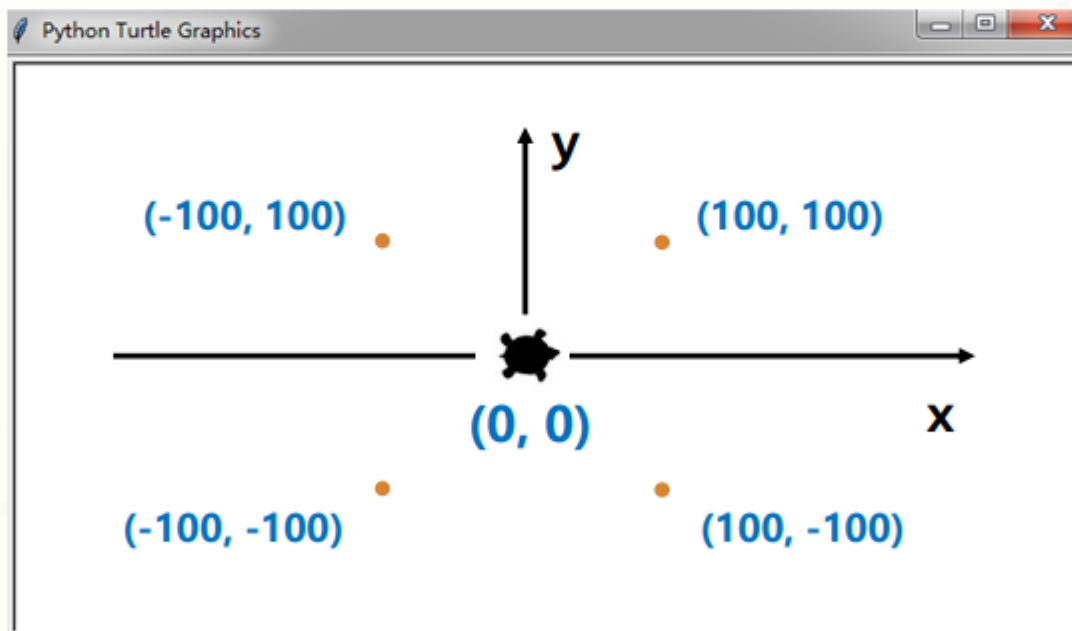 Python Turtle Graphics
y
(-100, 100)
(100, 100)
(0, 0)
x
(-100, -100)
(100, -100)